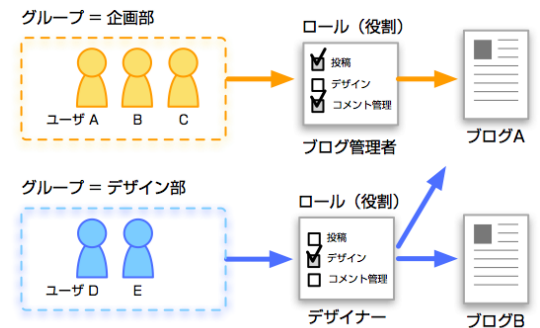 グループ = 企画部
ユーザ A B C
ロール（役割）
投稿
デザイン
コメント管理
ブログ管理者
ブログA
グループ = デザイン部
ユーザ D E
ロール（役割）
投稿
デザイン
コメント管理
デザイナー
ブログB